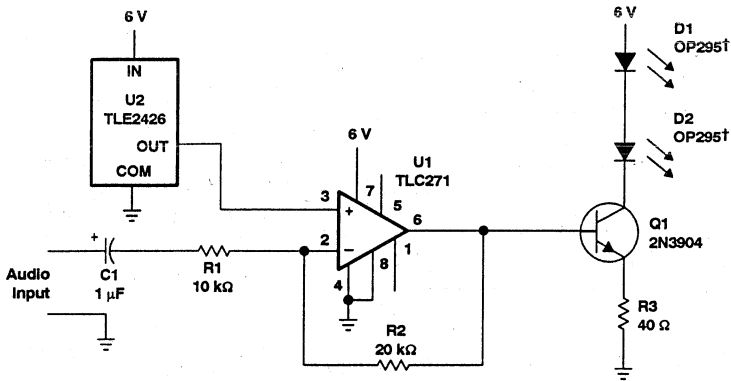 6 V
IN
U2
TLE2426
OUT
COM
6 V
U1
TLC271
3
+
2
−
7
5
6
1
8
4
+
C1
1 μF
Audio
Input
R1
10 kΩ
R2
20 kΩ
6 V
D1
OP295†
D2
OP295†
Q1
2N3904
R3
40 Ω